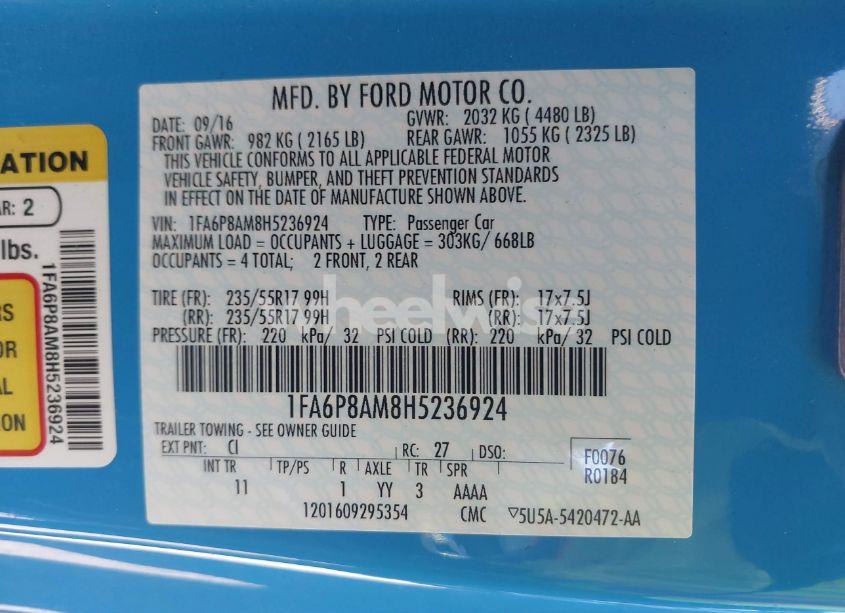 MFD. BY FORD MOTOR CO.
DATE: 09/16 GVWR: 2032 KG ( 4480 LB)
FRONT GAWR: 982 KG ( 2165 LB) REAR GAWR: 1055 KG ( 2325 LB)
THIS VEHICLE CONFORMS TO ALL APPLICABLE FEDERAL MOTOR
VEHICLE SAFETY, BUMPER, AND THEFT PREVENTION STANDARDS
IN EFFECT ON THE DATE OF MANUFACTURE SHOWN ABOVE.
VIN: 1FA6P8AM8H5236924 TYPE: Passenger Car
MAXIMUM LOAD = OCCUPANTS + LUGGAGE = 303KG/ 668LB
OCCUPANTS = 4 TOTAL; 2 FRONT, 2 REAR
TIRE (FR): 235/55R17 99H RIMS (FR): 17x7.5J
(RR): 235/55R17 99H (RR): 17x7.5J
PRESSURE (FR): 220 kPa/ 32 PSI COLD (RR): 220 kPa/ 32 PSI COLD
1FA6P8AM8H5236924
TRAILER TOWING - SEE OWNER GUIDE
EXT PNT: CI RC: 27 DSO:
F0076
R0184
INT TR TP/PS R AXLE TR SPR
11 1 YY 3 AAAA
1201609295354 CMC ▽5U5A-5420472-AA
ATION
AR: 2
lbs.
RS
OR
AL
ION
1FA6P8AM8H5236924
wheelwis